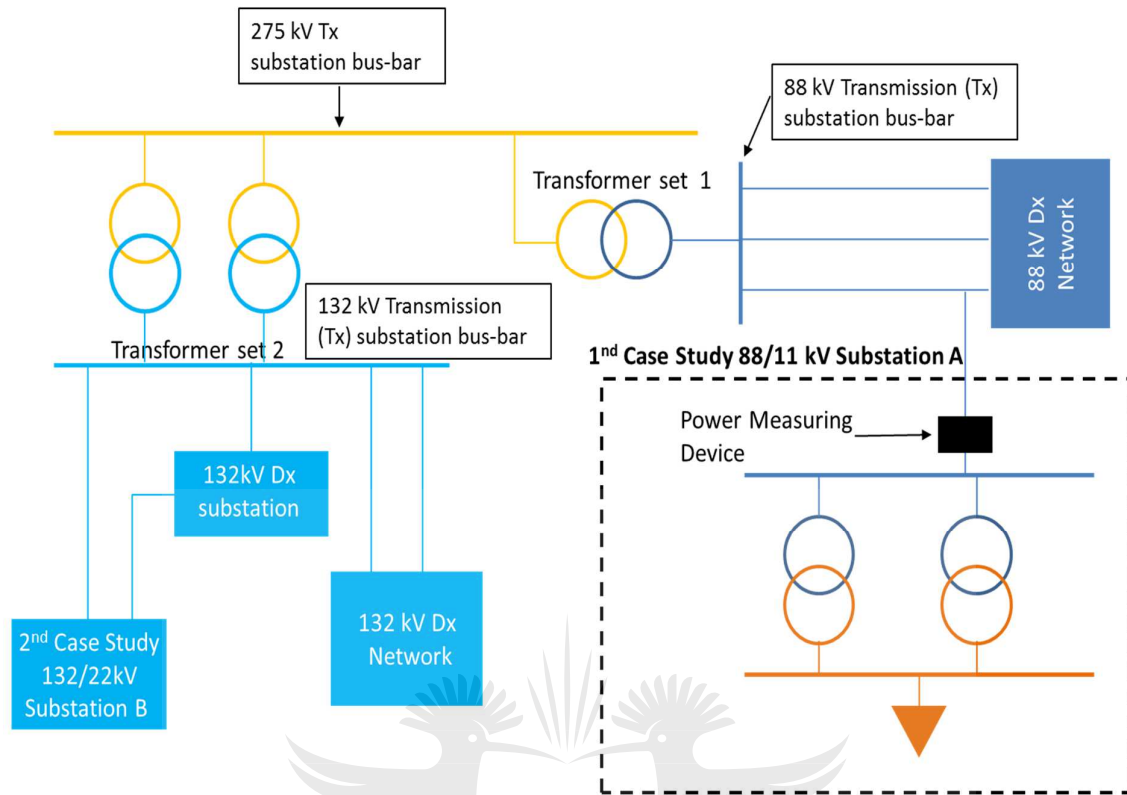 275 kV Tx
substation bus-bar
88 kV Transmission (Tx)
substation bus-bar
Transformer set 1
88 kV Dx
Network
132 kV Transmission
(Tx) substation bus-bar
Transformer set 2
1nd Case Study 88/11 kV Substation A
Power Measuring
Device
132kV Dx
substation
2nd Case Study
132/22kV
Substation B
132 kV Dx
Network